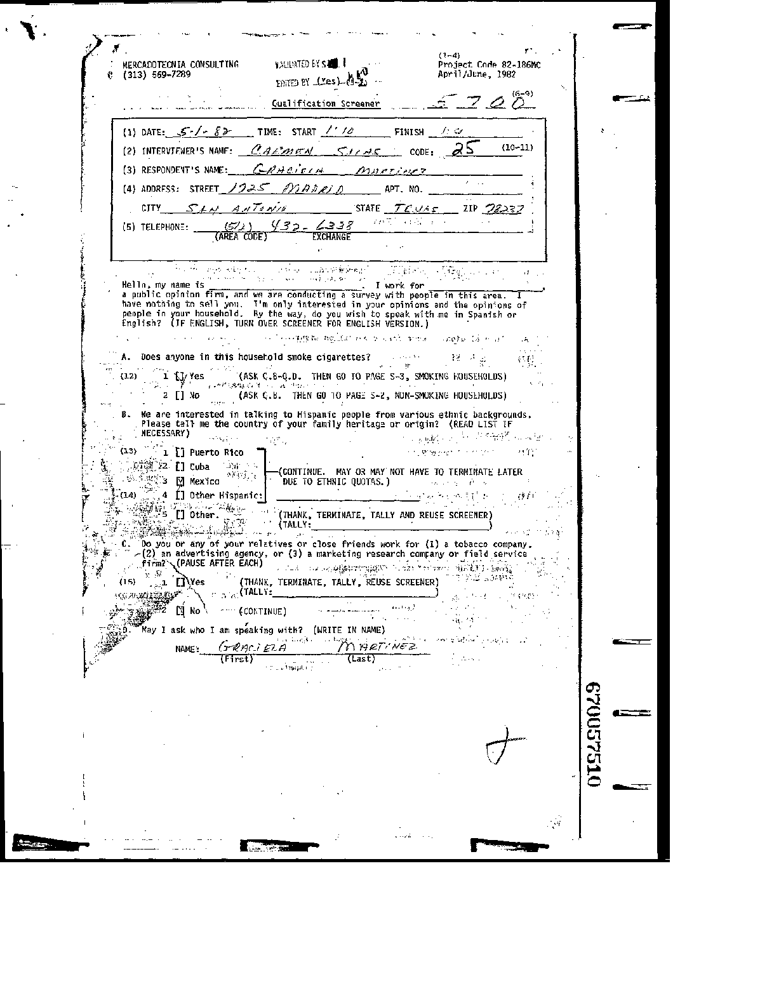 (1-4)
MERCADOTECNIA CONSULTING VALIDATED BY Project Code 82-186MC
(313) 569-7289 EDITED BY (Yes) April/June, 1982
(6-9)
Qualification Screener 5700
(1) DATE: 5-1-82 TIME: START 1:10 FINISH
(2) INTERVIEWER'S NAME: CARMEN CODE: 25 (10-11)
(3) RESPONDENT'S NAME: GRACIELA MARTINEZ
(4) ADDRESS: STREET 1725 MADRID APT. NO.
CITY SAN ANTONIO STATE TEXAS ZIP 78237
(5) TELEPHONE: (512) 432-6338
(AREA CODE) EXCHANGE
Hello, my name is . I work for
a public opinion firm, and we are conducting a survey with people in this area. I
have nothing to sell you. I'm only interested in your opinions and the opinions of
people in your household. By the way, do you wish to speak with me in Spanish or
English? (IF ENGLISH, TURN OVER SCREENER FOR ENGLISH VERSION.)
A. Does anyone in this household smoke cigarettes?
(12) 1 [] Yes (ASK Q.B-Q.D. THEN GO TO PAGE S-3, SMOKING HOUSEHOLDS)
2 [] No (ASK Q.B. THEN GO TO PAGE S-2, NON-SMOKING HOUSEHOLDS)
B. We are interested in talking to Hispanic people from various ethnic backgrounds.
Please tell me the country of your family heritage or origin? (READ LIST IF
NECESSARY)
(13) 1 [] Puerto Rico
2 [] Cuba (CONTINUE. MAY OR MAY NOT HAVE TO TERMINATE LATER
3 [X] Mexico DUE TO ETHNIC QUOTAS.)
(14) 4 [] Other Hispanic:
5 [] Other. (THANK, TERMINATE, TALLY AND REUSE SCREENER)
(TALLY: )
C. Do you or any of your relatives or close friends work for (1) a tobacco company,
(2) an advertising agency, or (3) a marketing research company or field service
firm? (PAUSE AFTER EACH)
(15) 1 [] Yes (THANK, TERMINATE, TALLY, REUSE SCREENER)
(TALLY: )
2 [X] No (CONTINUE)
D. May I ask who I am speaking with? (WRITE IN NAME)
NAME: GRACIELA MARTINEZ
(First) (Last)
670057510